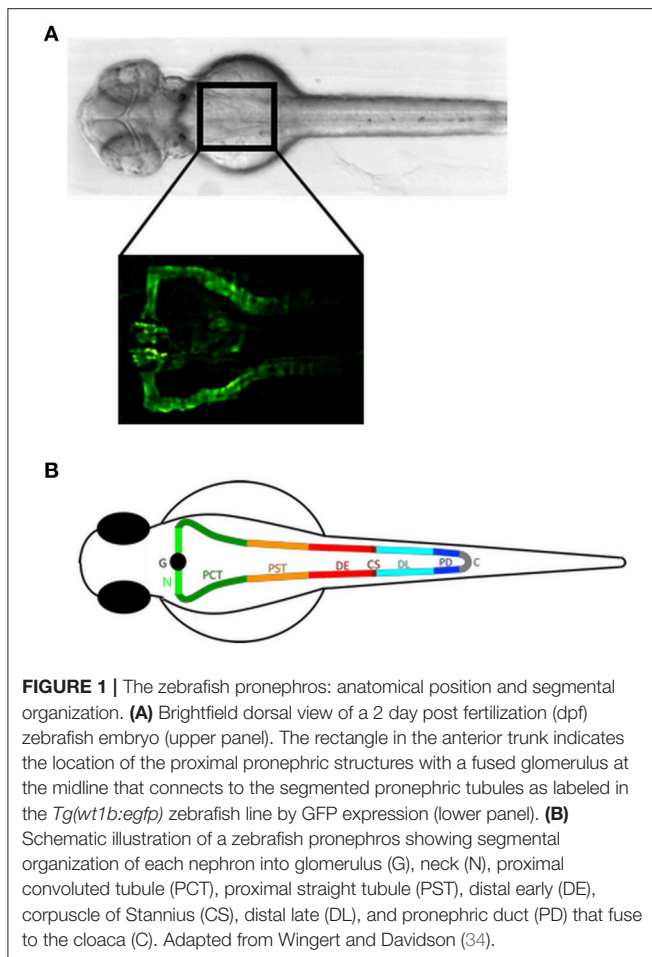 A
B
G
N
PCT
PST
DE
CS
DL
PD
C
FIGURE 1 | The zebrafish pronephros: anatomical position and segmental
organization. (A) Brightfield dorsal view of a 2 day post fertilization (dpf)
zebrafish embryo (upper panel). The rectangle in the anterior trunk indicates
the location of the proximal pronephric structures with a fused glomerulus at
the midline that connects to the segmented pronephric tubules as labeled in
the Tg(wt1b:egfp) zebrafish line by GFP expression (lower panel). (B)
Schematic illustration of a zebrafish pronephros showing segmental
organization of each nephron into glomerulus (G), neck (N), proximal
convoluted tubule (PCT), proximal straight tubule (PST), distal early (DE),
corpuscle of Stannius (CS), distal late (DL), and pronephric duct (PD) that fuse
to the cloaca (C). Adapted from Wingert and Davidson (34).